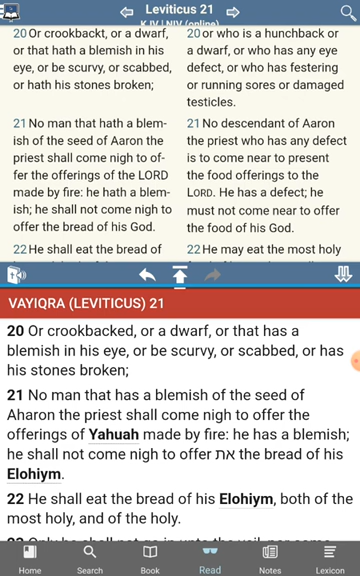 Leviticus 21
KJV | NIV (online)
20 Or crookbackt, or a dwarf,
or that hath a blemish in his
eye, or be scurvy, or scabbed,
or hath his stones broken;
21 No man that hath a blem-
ish of the seed of Aaron the
priest shall come nigh to of-
fer the offerings of the LORD
made by fire: he hath a blem-
ish; he shall not come nigh to
offer the bread of his God.
22 He shall eat the bread of
20 or who is a hunchback or
a dwarf, or who has any eye
defect, or who has festering
or running sores or damaged
testicles.
21 No descendant of Aaron
the priest who has any defect
is to come near to present
the food offerings to the
LORD. He has a defect; he
must not come near to offer
the food of his God.
22 He may eat the most holy
VAYIQRA (LEVITICUS) 21
20 Or crookbacked, or a dwarf, or that has a
blemish in his eye, or be scurvy, or scabbed, or has
his stones broken;
21 No man that has a blemish of the seed of
Aharon the priest shall come nigh to offer the
offerings of Yahuah made by fire: he has a blemish;
he shall not come nigh to offer את the bread of his
Elohiym.
22 He shall eat the bread of his Elohiym, both of the
most holy, and of the holy.
Home
Search
Book
Read
Notes
Lexicon